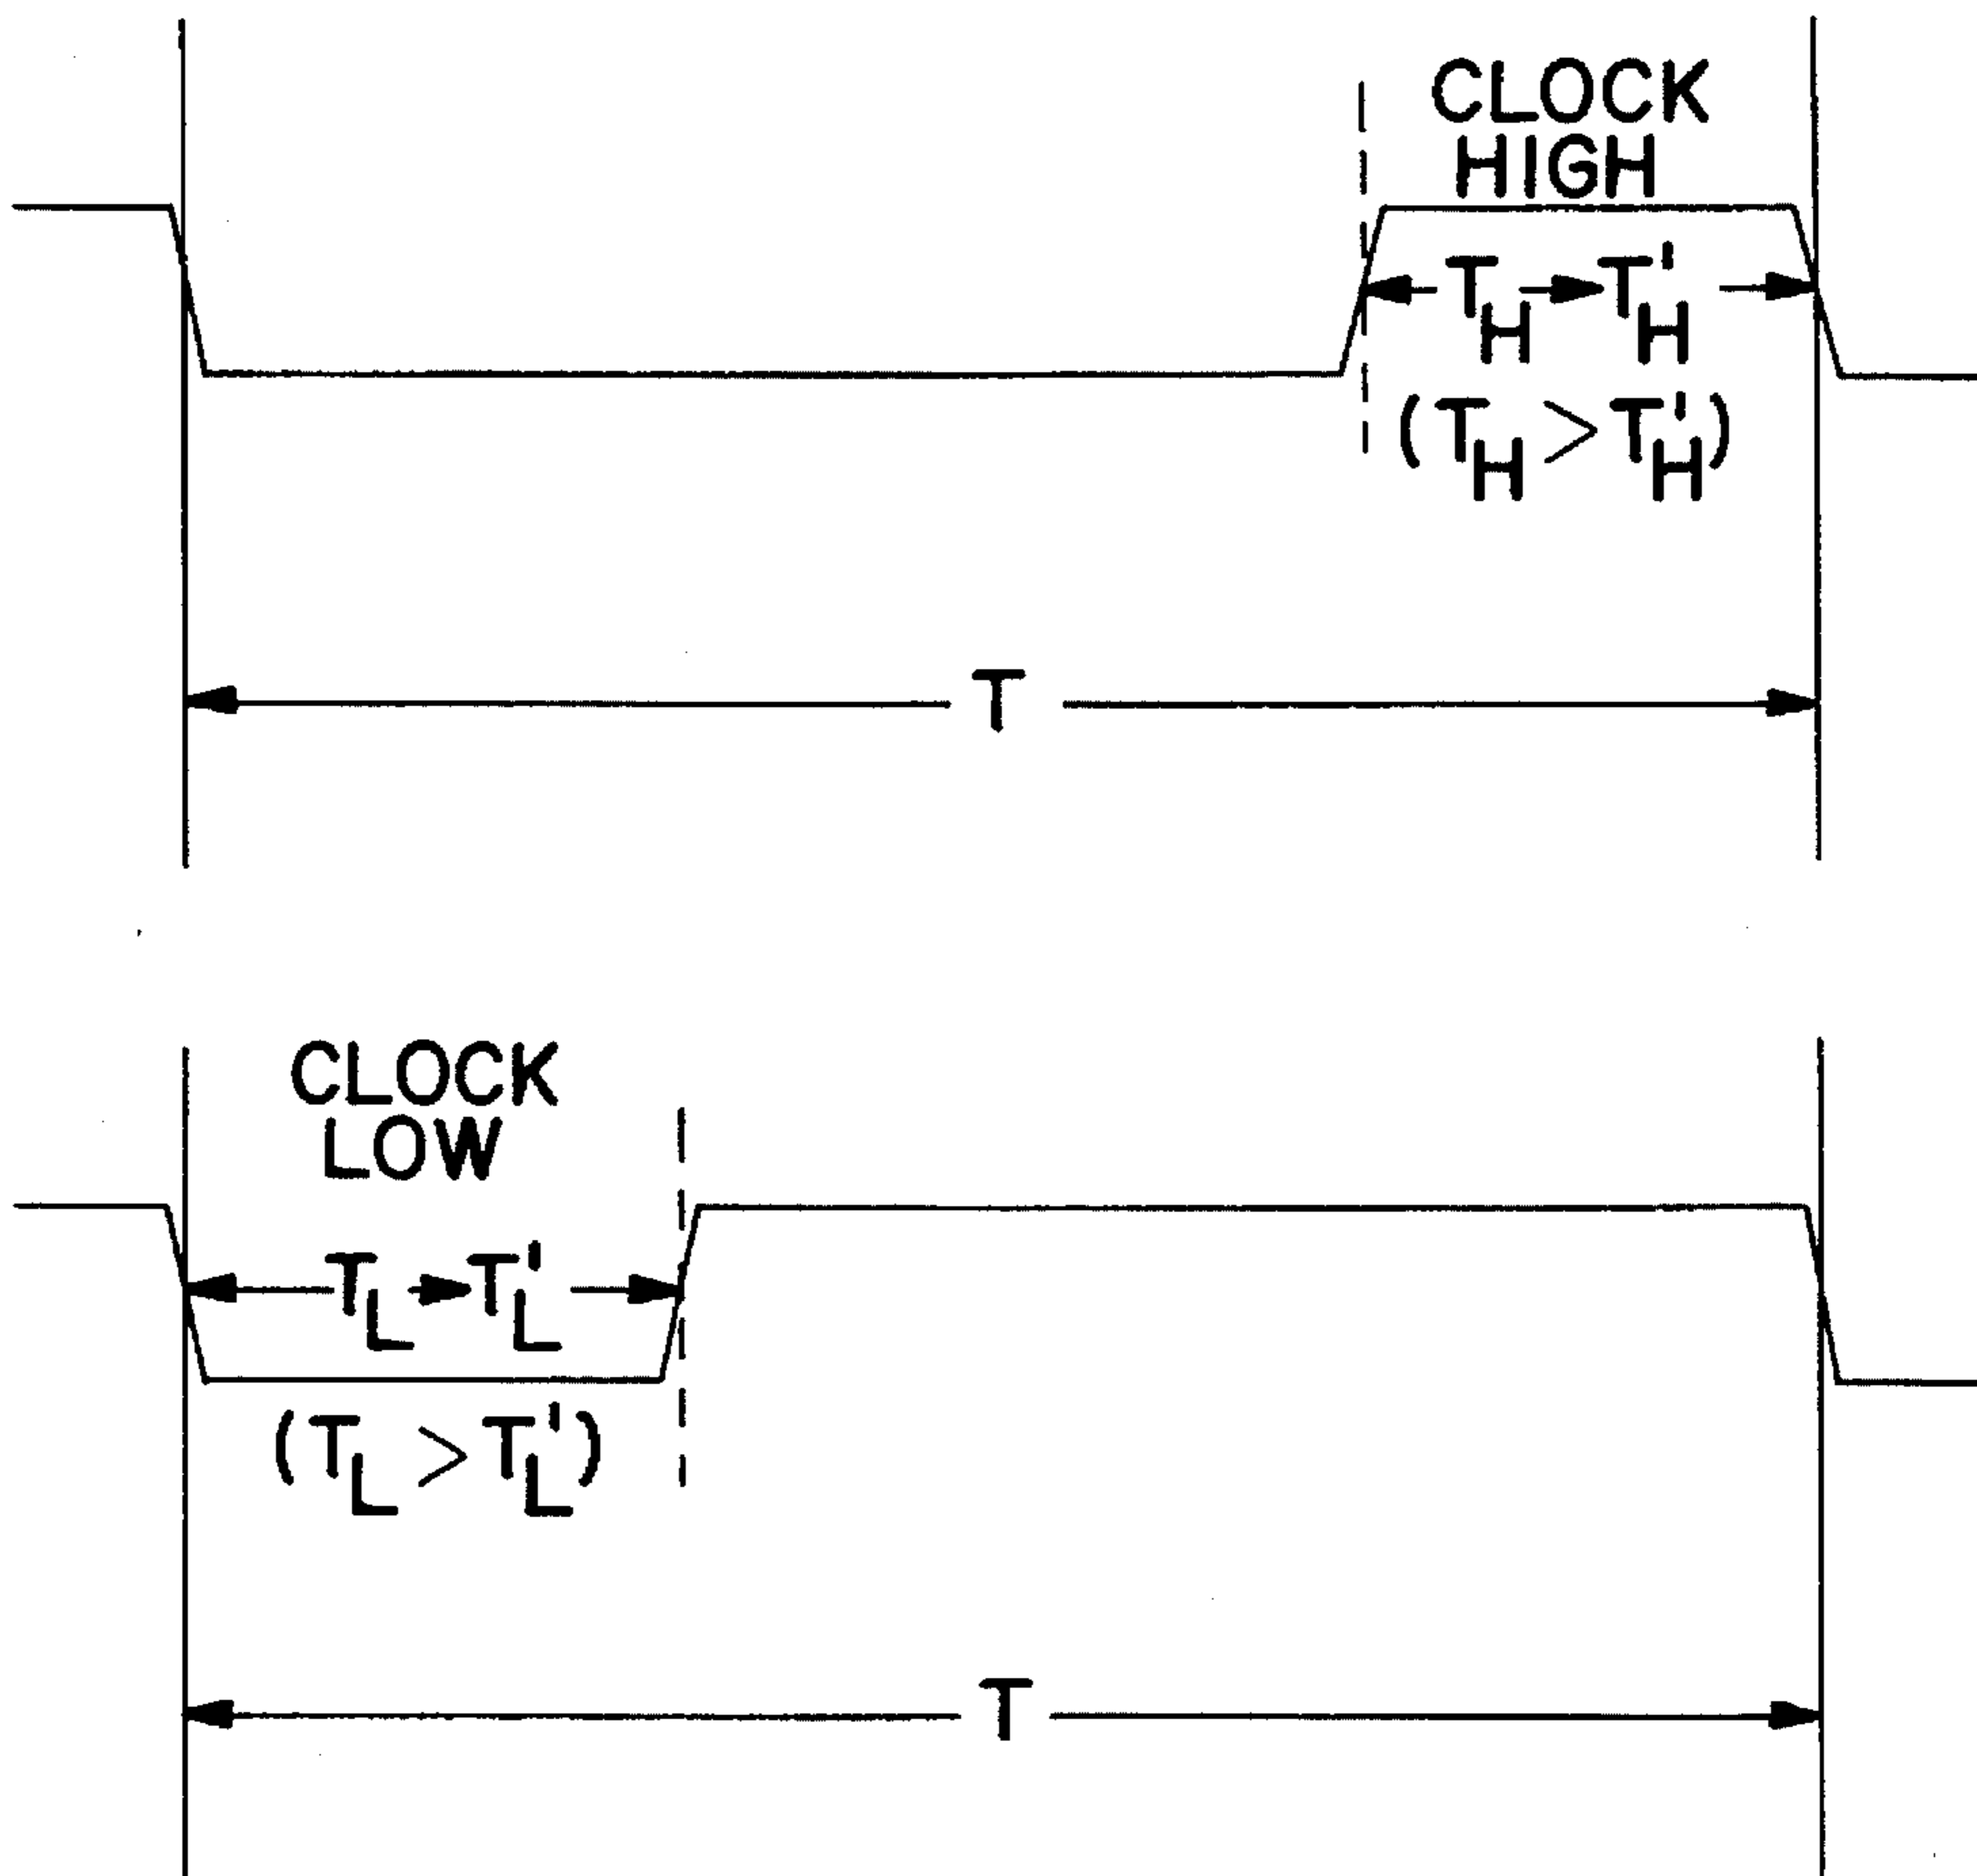 CLOCK
HIGH
T_H → T'_H
(T_H > T'_H)
T
CLOCK
LOW
T_L → T'_L
(T_L > T'_L)
T